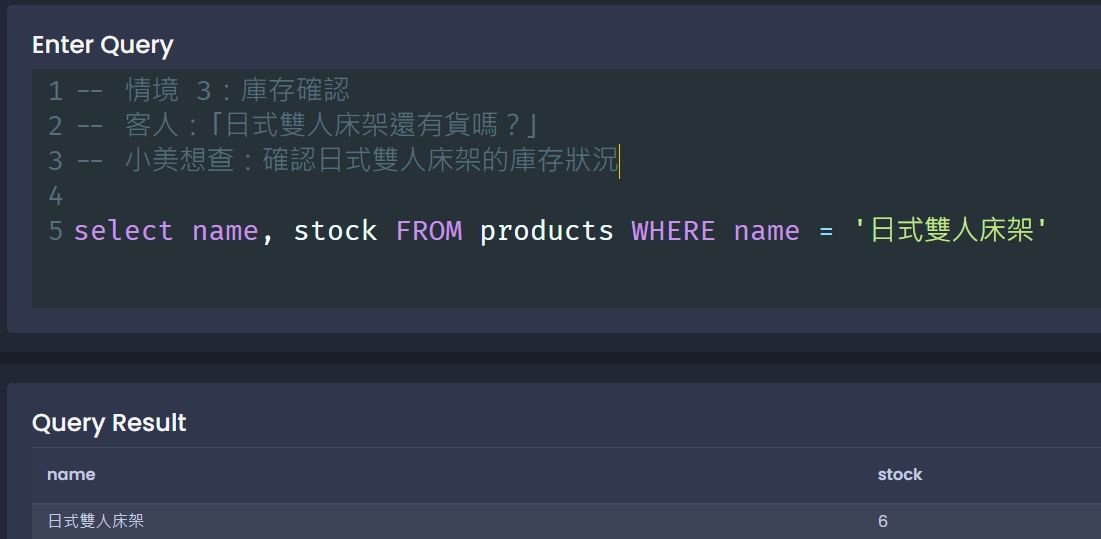 Enter Query
1 -- 情境 3：庫存確認
2 -- 客人：「日式雙人床架還有貨嗎？」
3 -- 小美想查：確認日式雙人床架的庫存狀況
4
5 select name, stock FROM products WHERE name = '日式雙人床架'
Query Result
name stock
日式雙人床架 6